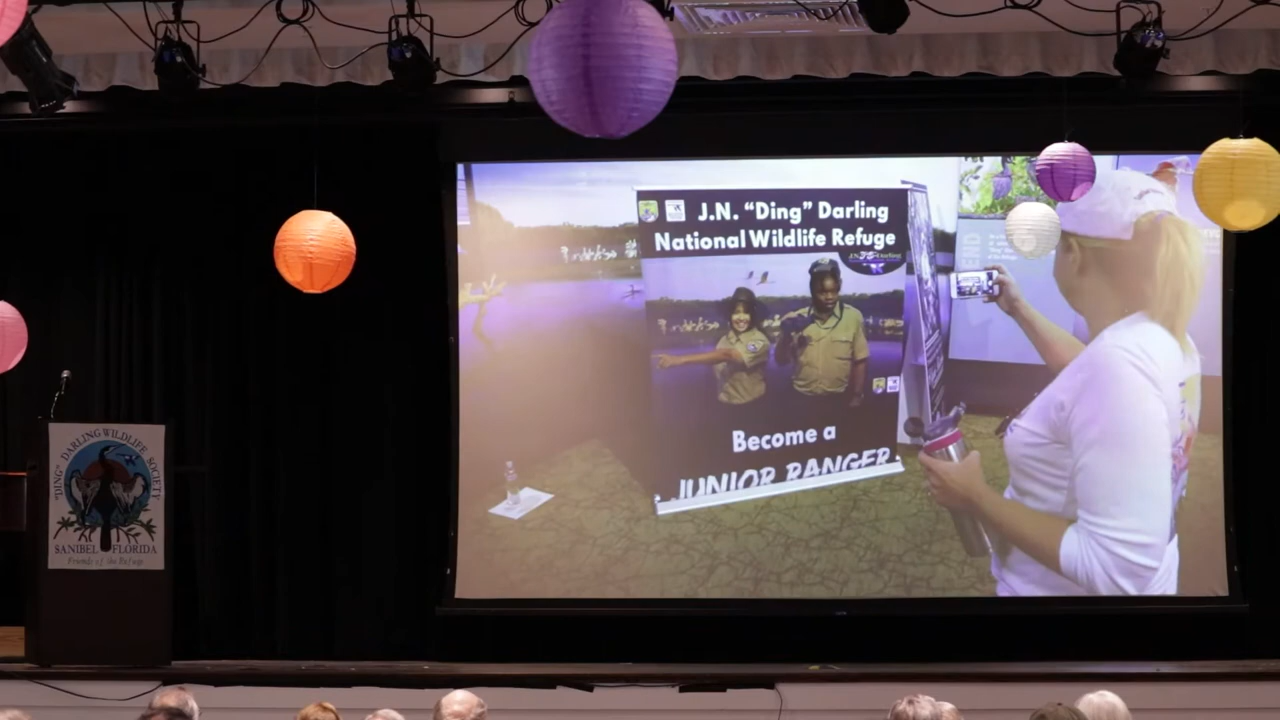 J.N. “Ding” Darling
National Wildlife Refuge
Become a
JUNIOR RANGER
"DING" DARLING WILDLIFE SOCIETY
SANIBEL FLORIDA
Friends of the Refuge